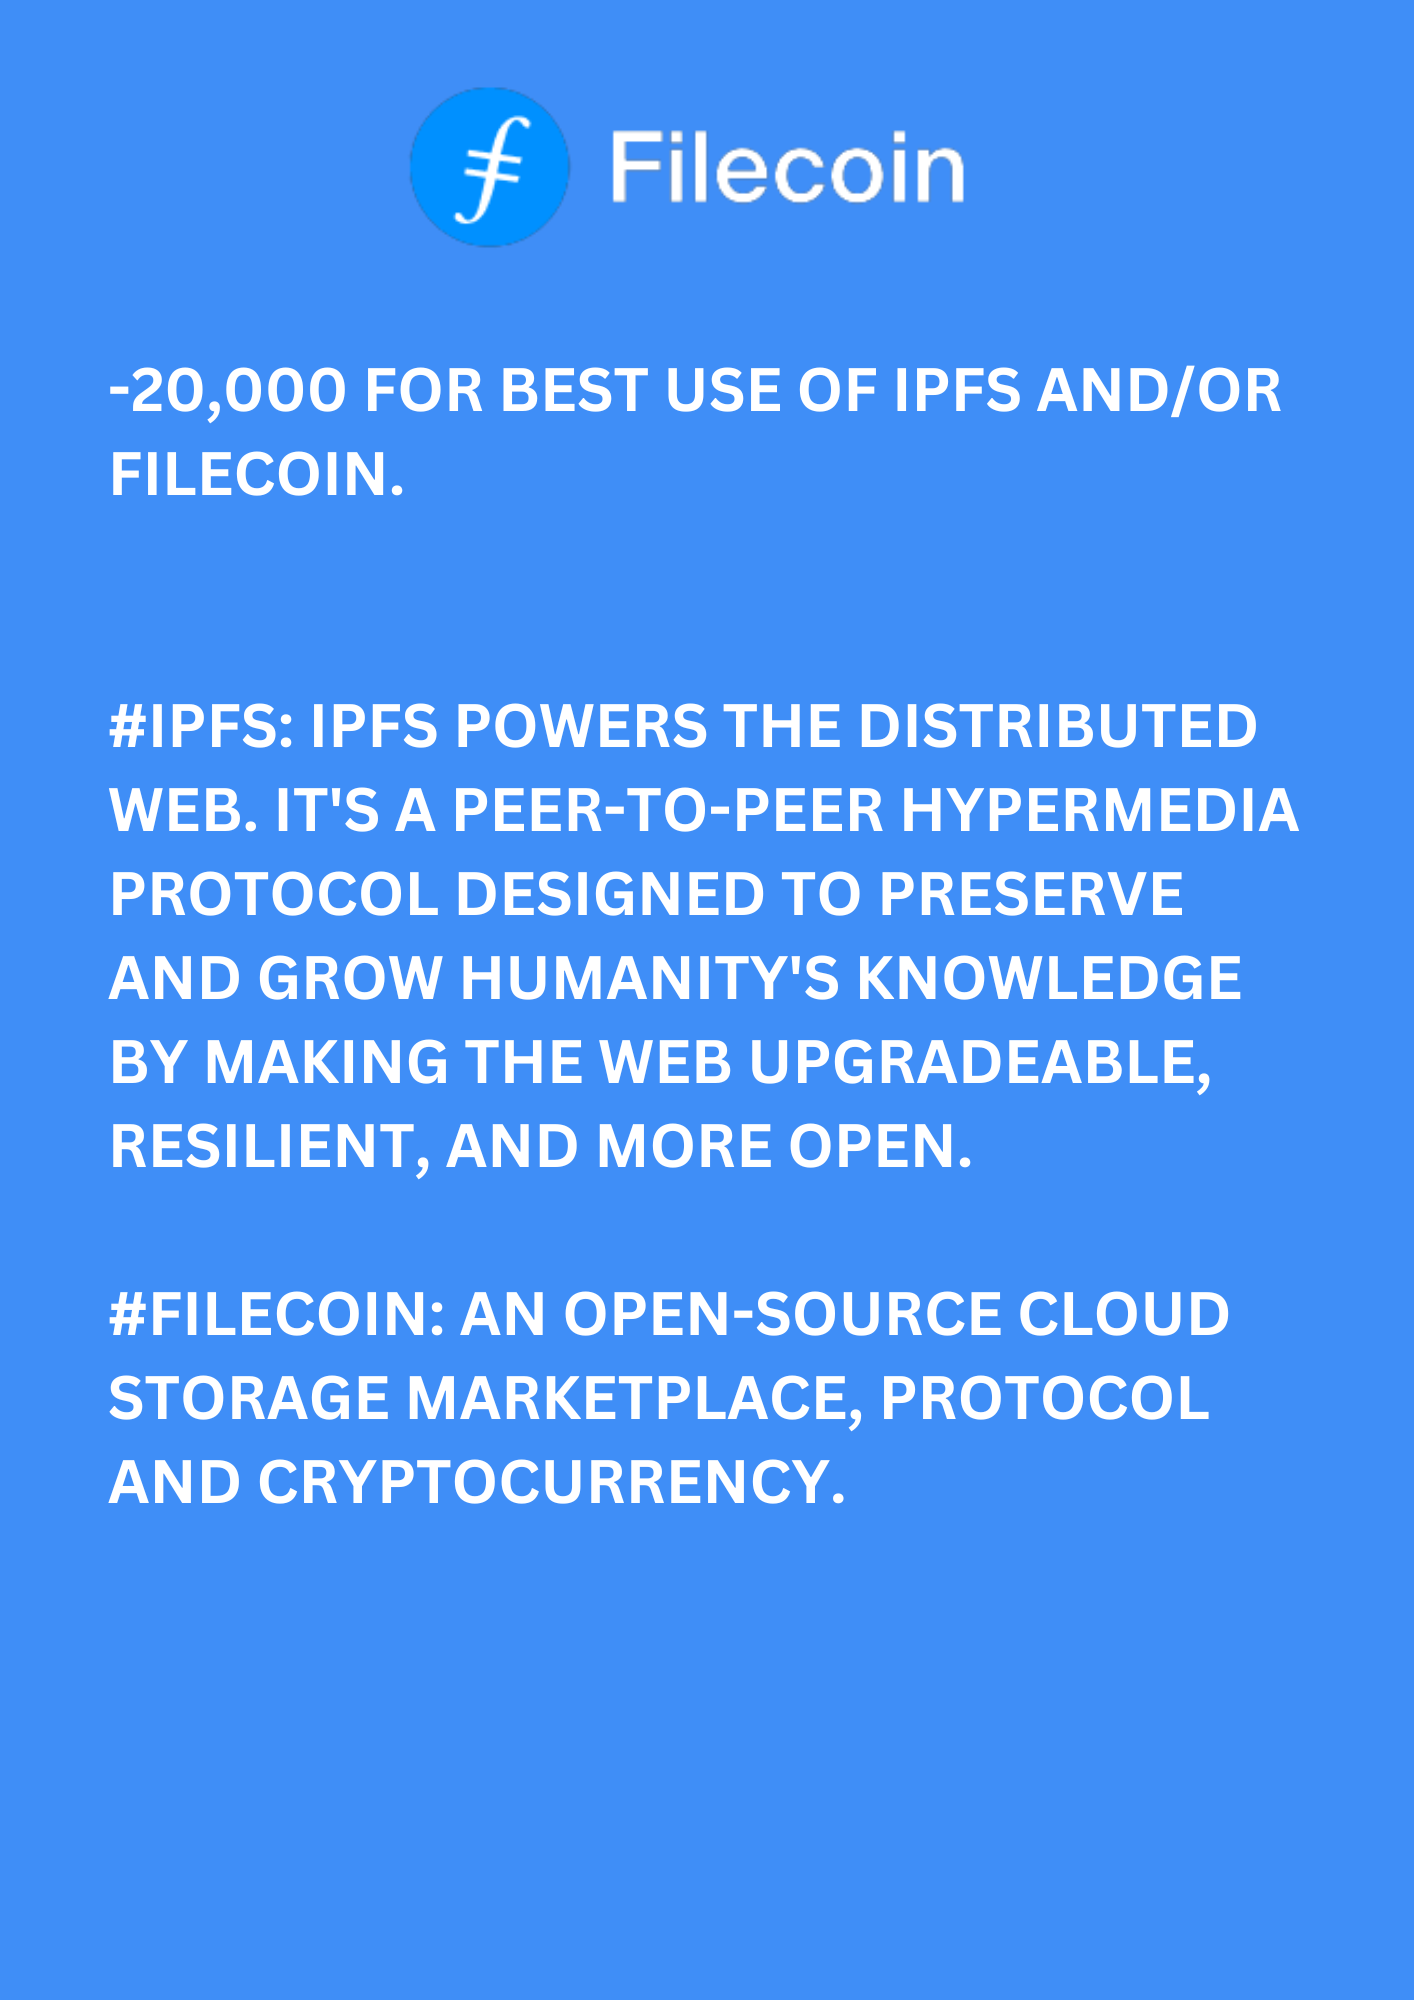 Filecoin
-20,000 FOR BEST USE OF IPFS AND/OR
FILECOIN.
#IPFS: IPFS POWERS THE DISTRIBUTED
WEB. IT'S A PEER-TO-PEER HYPERMEDIA
PROTOCOL DESIGNED TO PRESERVE
AND GROW HUMANITY'S KNOWLEDGE
BY MAKING THE WEB UPGRADEABLE,
RESILIENT, AND MORE OPEN.
#FILECOIN: AN OPEN-SOURCE CLOUD
STORAGE MARKETPLACE, PROTOCOL
AND CRYPTOCURRENCY.